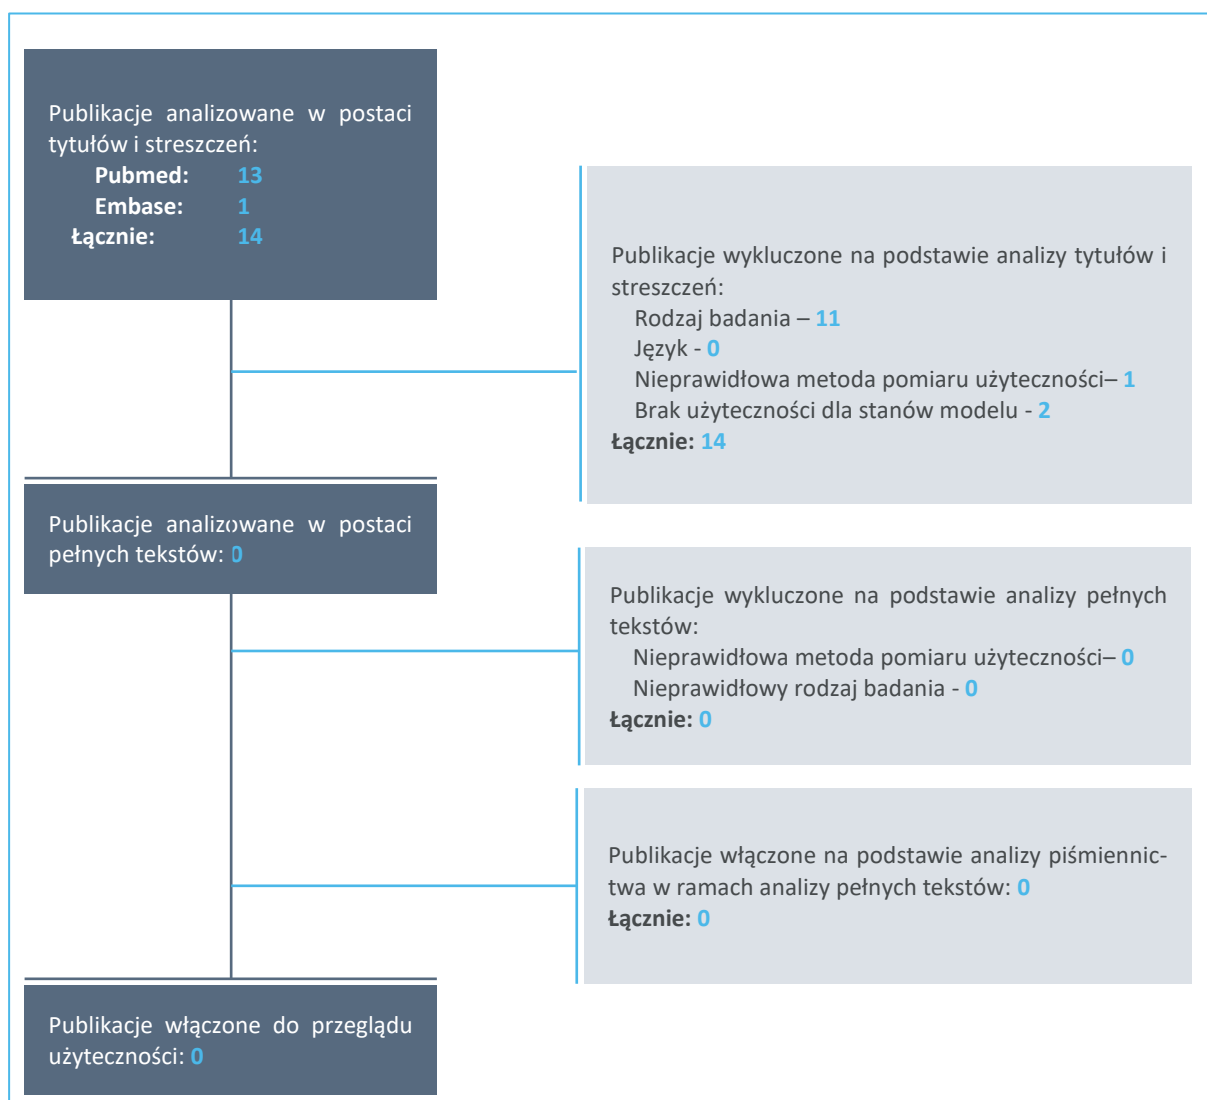 Publikacje analizowane w postaci
tytułów i streszczeń:
Pubmed: 13
Embase: 1
Łącznie: 14
Publikacje wykluczone na podstawie analizy tytułów i
streszczeń:
Rodzaj badania – 11
Język - 0
Nieprawidłowa metoda pomiaru użyteczności– 1
Brak użyteczności dla stanów modelu - 2
Łącznie: 14
Publikacje analizowane w postaci
pełnych tekstów: 0
Publikacje wykluczone na podstawie analizy pełnych
tekstów:
Nieprawidłowa metoda pomiaru użyteczności– 0
Nieprawidłowy rodzaj badania - 0
Łącznie: 0
Publikacje włączone na podstawie analizy piśmiennic-
twa w ramach analizy pełnych tekstów: 0
Łącznie: 0
Publikacje włączone do przeglądu
użyteczności: 0